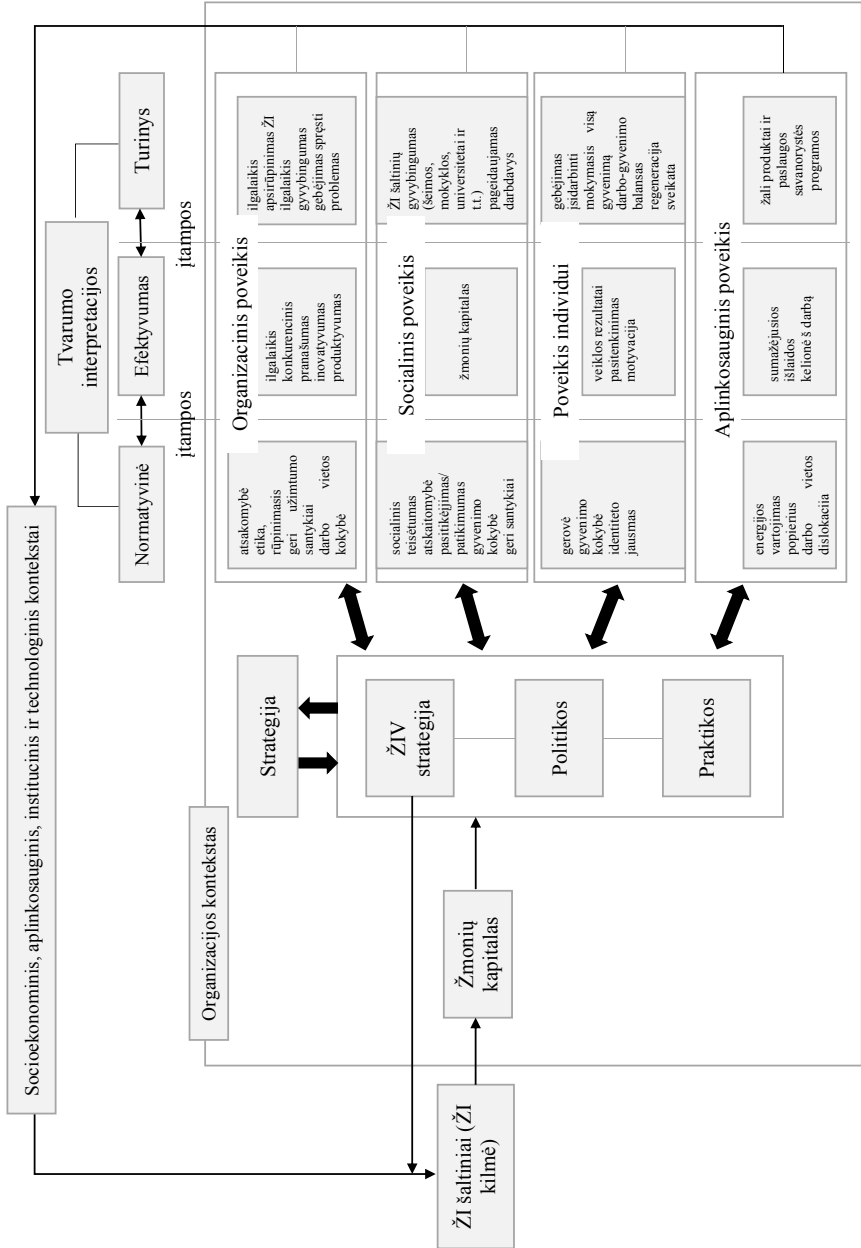 Socioekonominis, aplinkosauginis, institucinis ir technologinis kontekstai
Tvarumo
interpretacijos
Normatyvinė
Efektyvumas
Turinys
įtampos
įtampos
Organizacijos kontekstas
ŽI šaltiniai (ŽI
kilmė)
Žmonių
kapitalas
Strategija
ŽIV
strategija
Politikos
Praktikos
Organizacinis poveikis
atsakomybė
etika,
rūpinimasis
geri užimtumo
santykiai
darbo vietos
kokybė
ilgalaikis
konkurencinis
pranašumas
inovatyvumas
produktyvumas
ilgalaikis
apsirūpinimas ŽI
ilgalaikis
gyvybingumas
gebėjimas spręsti
problemas
Socialinis poveikis
socialinis
teisėtumas
atskaitomybė
pasitikėjimas/
patikimumas
gyvenimo
kokybė
geri santykiai
žmonių kapitalas
ŽI šaltinių
gyvybingumas
(šeimos,
mokyklos,
universitetai ir
t.t.)
pageidaujamas
darbdavys
Poveikis individui
gerovė
gyvenimo
kokybė
identiteto
jausmas
veiklos rezultatai
pasitenkinimas
motyvacija
gebėjimas
įsidarbinti
mokymasis visą
gyvenimą
darbo-gyvenimo
balansas
regeneracija
sveikata
Aplinkosauginis poveikis
energijos
vartojimas
popierius
darbo vietos
dislokacija
sumažėjusios
išlaidos
kelionė š darbą
žali produktai ir
paslaugos
savanorystės
programos